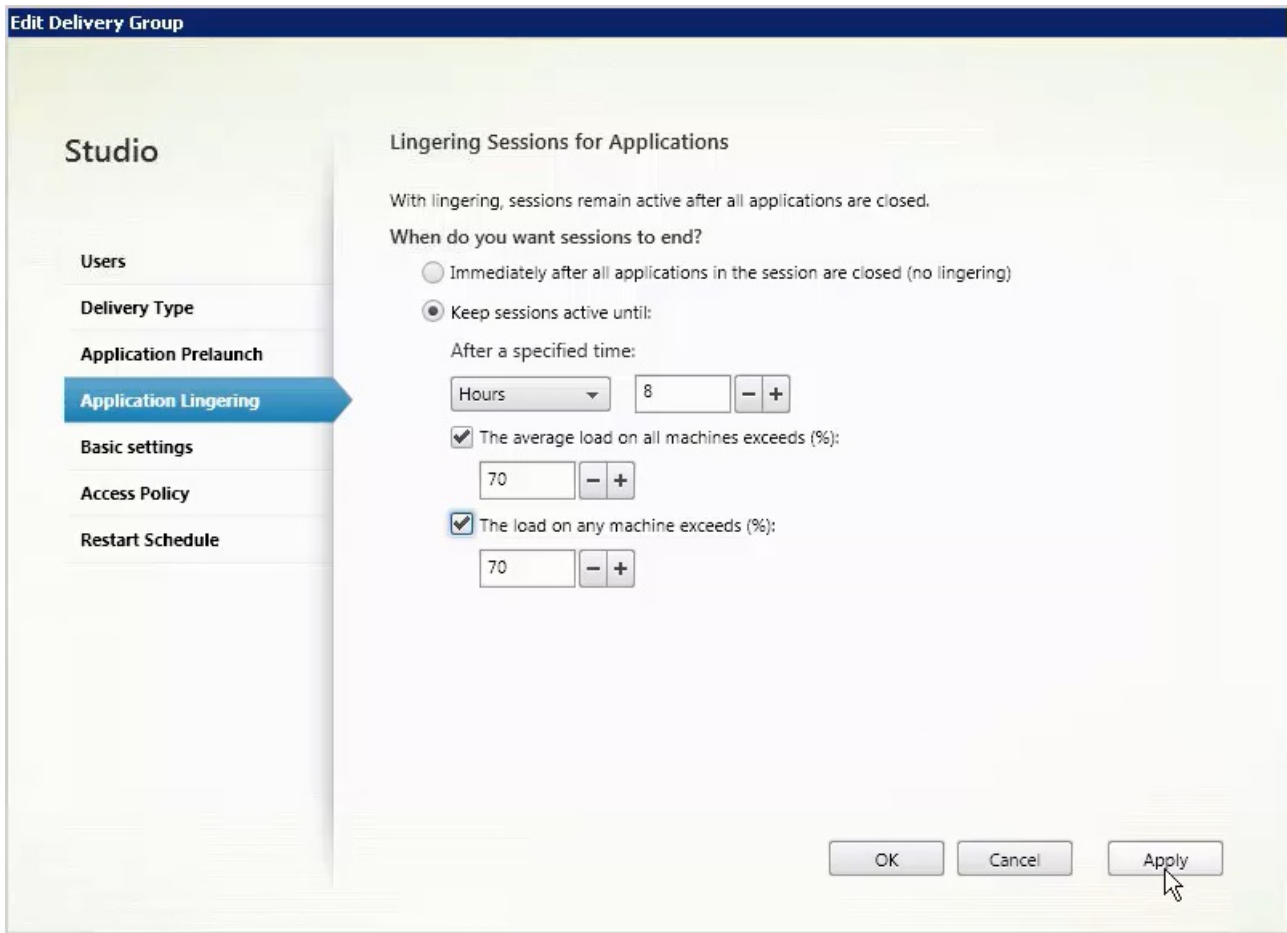 Edit Delivery Group
Studio
Users
Delivery Type
Application Prelaunch
Application Lingering
Basic settings
Access Policy
Restart Schedule
Lingering Sessions for Applications
With lingering, sessions remain active after all applications are closed.
When do you want sessions to end?
Immediately after all applications in the session are closed (no lingering)
Keep sessions active until:
After a specified time:
Hours 8 − +
The average load on all machines exceeds (%):
70 − +
The load on any machine exceeds (%):
70 − +
OK Cancel Apply